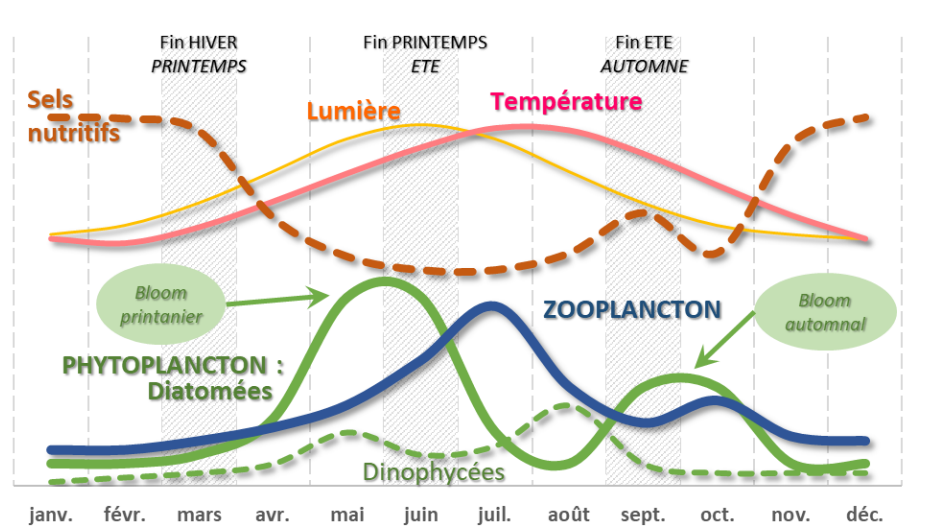 Fin HIVER
PRINTEMPS
Fin PRINTEMPS
ETE
Fin ETE
AUTOMNE
Sels
nutritifs
Lumière
Température
Bloom
printanier
ZOOPLANCTON
Bloom
automnal
PHYTOPLANCTON :
Diatomées
Dinophycées
janv. févr. mars avr. mai juin juil. août sept. oct. nov. déc.